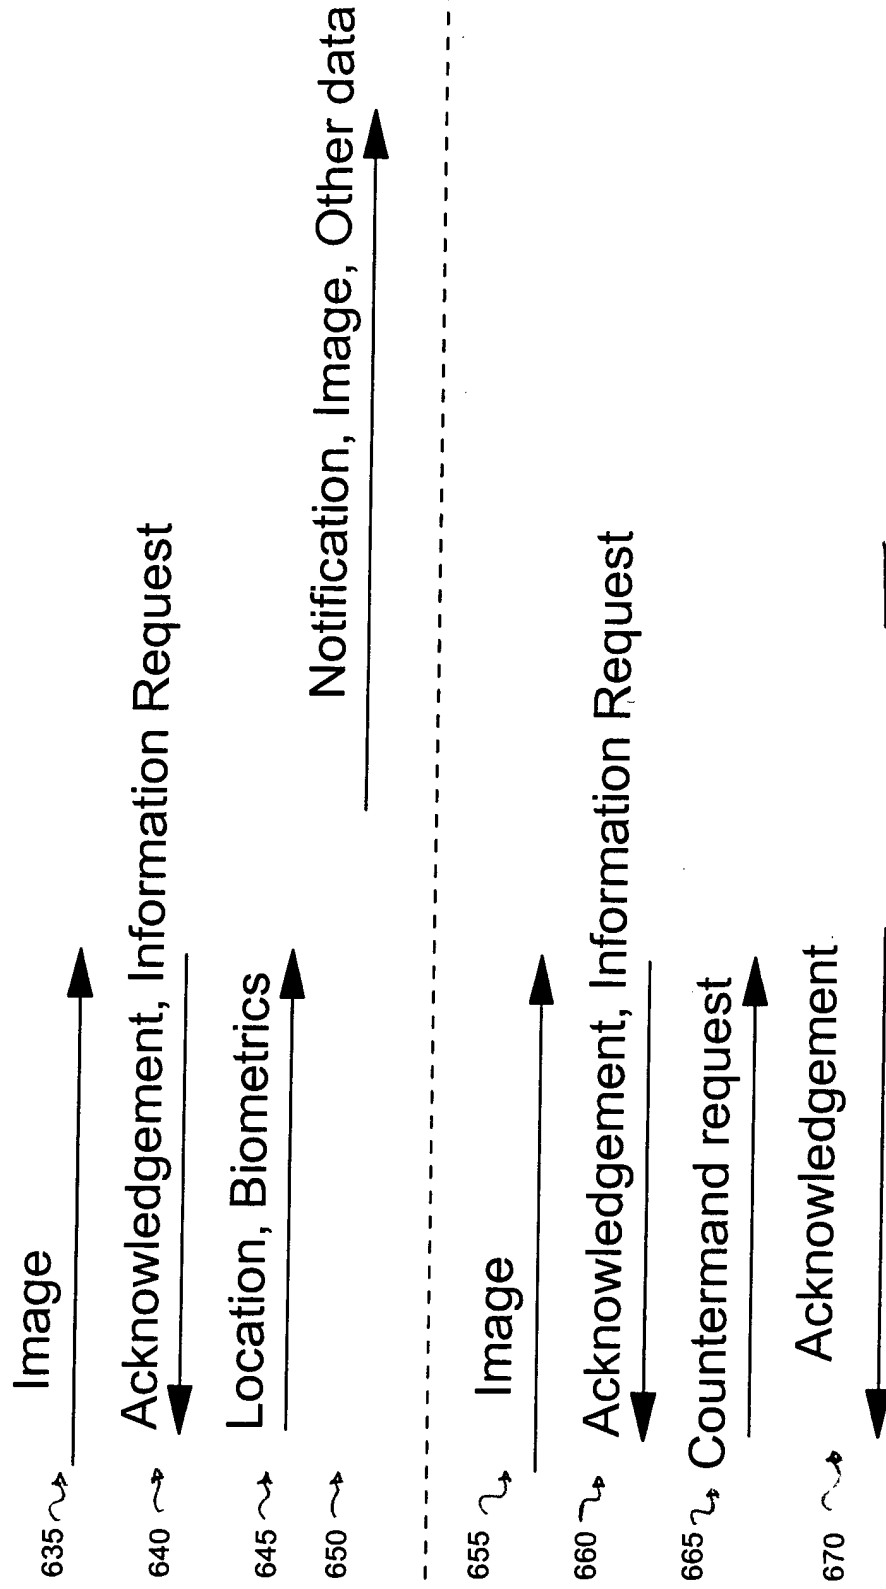 635 Image
640 Acknowledgement, Information Request
645 Location, Biometrics
650 Notification, Image, Other data
655 Image
660 Acknowledgement, Information Request
665 Countermand request
670 Acknowledgement